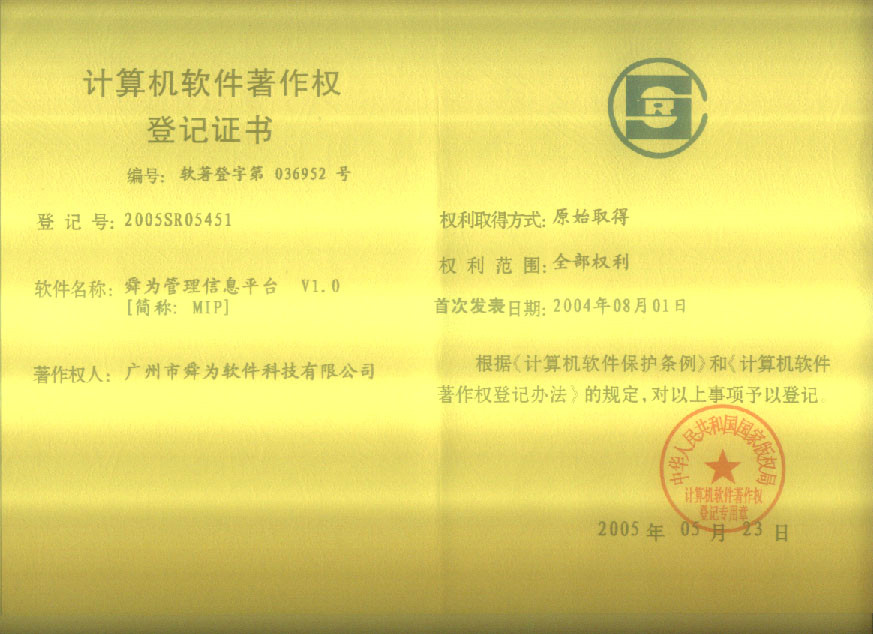 计算机软件著作权
登记证书
编号: 软著登字第 036952 号
登 记 号: 2005SR05451
软件名称: 舜为管理信息平台 V1.0
[简称: MIP]
著作权人: 广州市舜为软件科技有限公司
SR
权利取得方式: 原始取得
权 利 范 围: 全部权利
首次发表日期: 2004年08月01日
根据《计算机软件保护条例》和《计算机软件
著作权登记办法》的规定,对以上事项予以登记。
中华人民共和国国家版权局
计算机软件著作权
登记专用章
2005 年 05 月 23 日